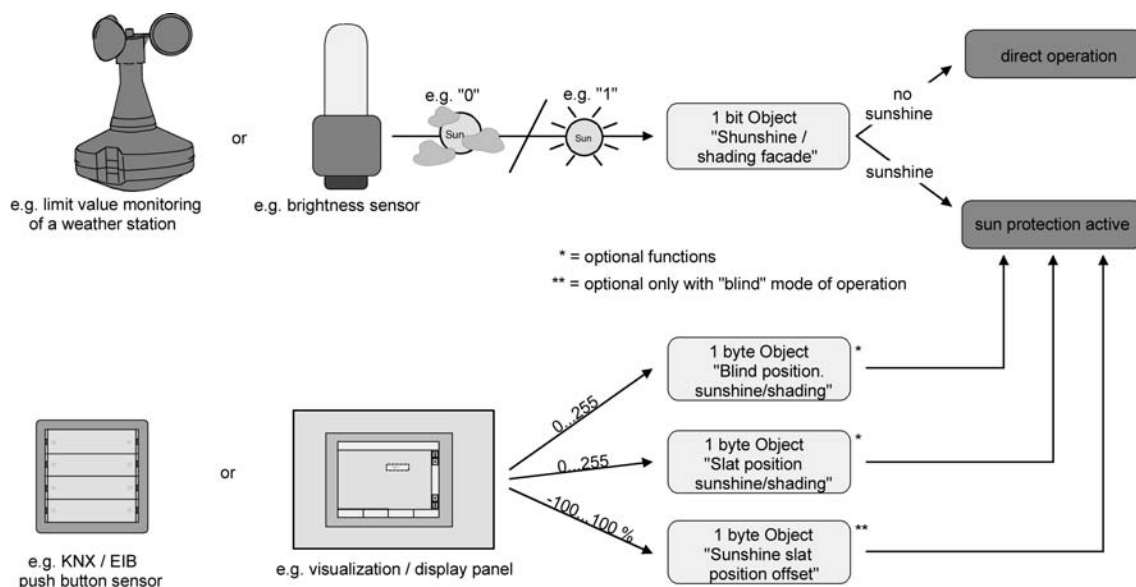 direct operation
e.g. "0"
e.g. "1"
no
sunshine
Sun
Sun
1 bit Object
"Shunshine /
shading facade"
or
sunshine
e.g. limit value monitoring
of a weather station
e.g. brightness sensor
sun protection active
* = optional functions
** = optional only with "blind" mode of operation
1 byte Object
"Blind position.
sunshine/shading"
*
0...255
1 byte Object
"Slat position
sunshine/shading"
*
or
0...255
-100...100 %
1 byte Object
"Sunshine slat
position offset"
**
e.g. KNX / EIB
push button sensor
e.g. visualization / display panel